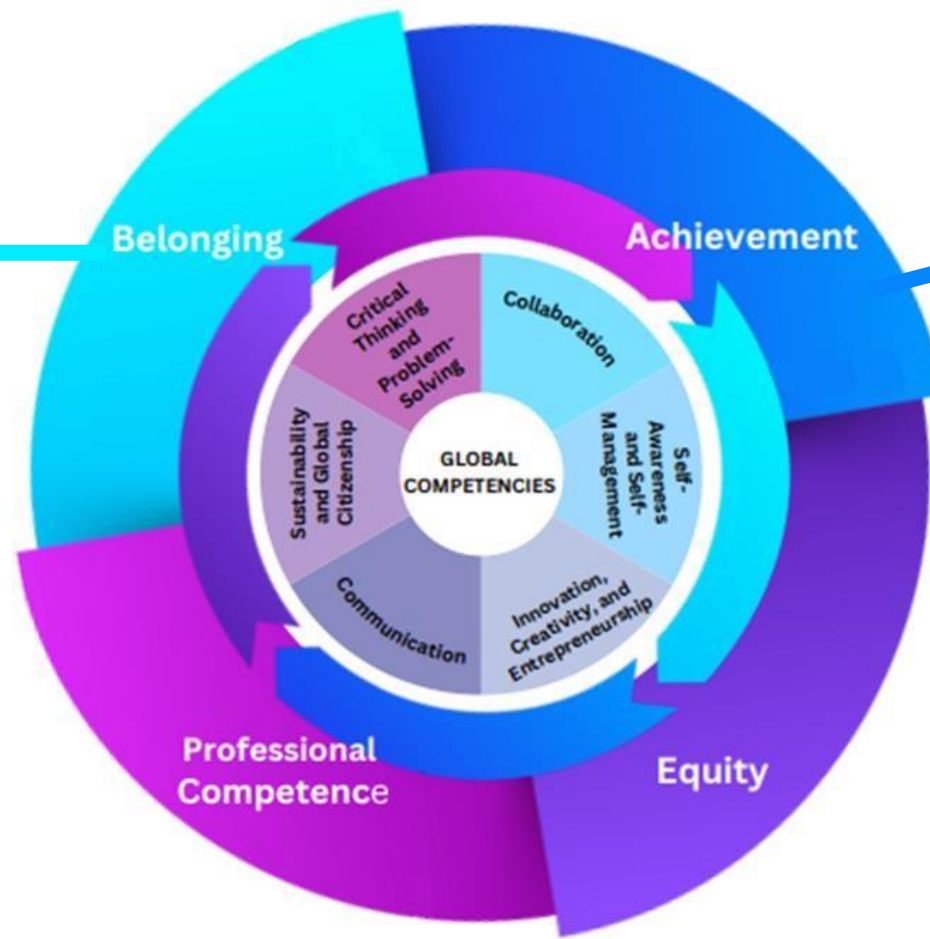 Belonging
Achievement
Critical
Thinking
and
Problem-
Solving
Collaboration
Self-
Awareness
and Self-
Management
Innovation,
Creativity, and
Entrepreneurship
Communication
Sustainability
and Global
Citizenship
GLOBAL
COMPETENCIES
Professional
Competence
Equity